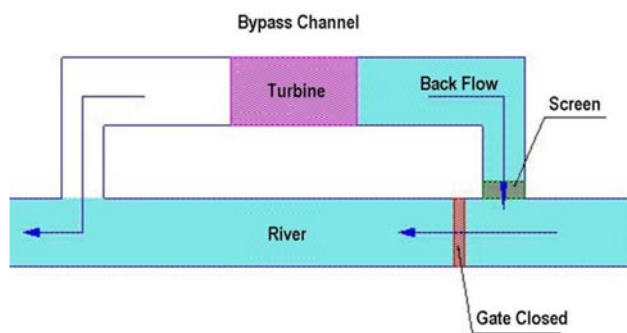 Bypass Channel
Turbine
Back Flow
Screen
River
Gate Closed